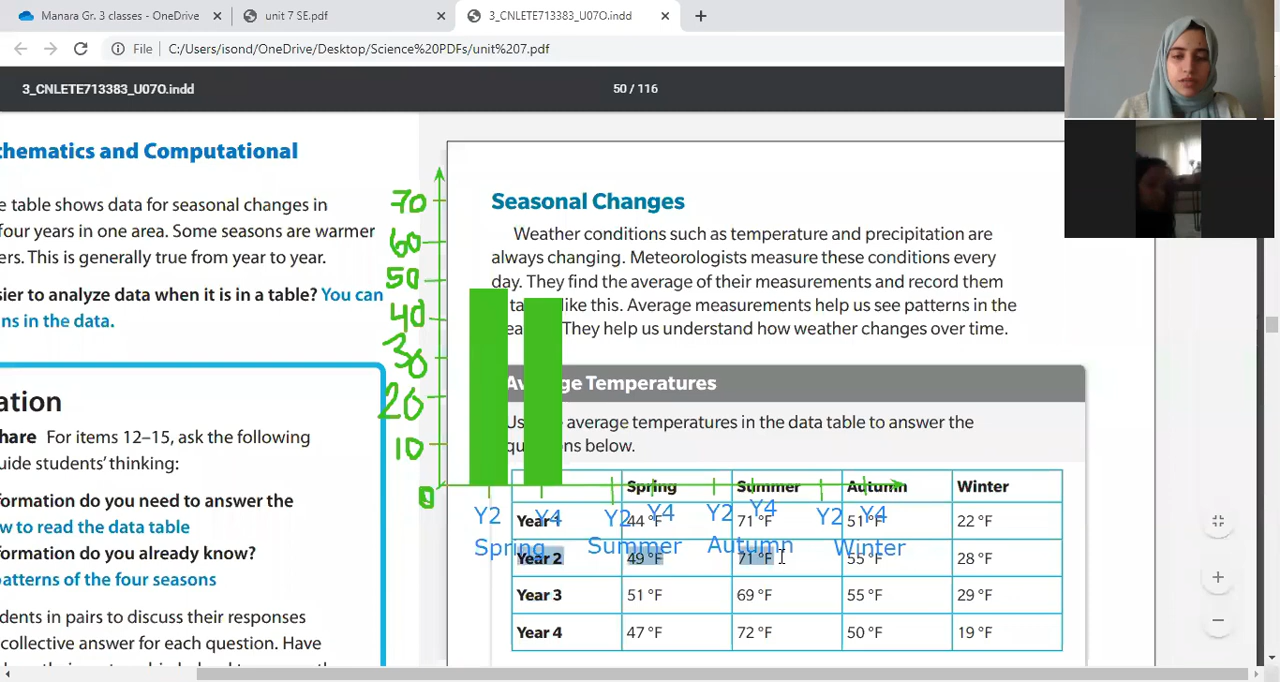 Manara Gr. 3 classes - OneDrive
unit 7 SE.pdf
3_CNLETE713383_U07O.indd
File
C:/Users/isond/OneDrive/Desktop/Science%20PDFs/unit%207.pdf
3_CNLETE713383_U07O.indd
50 / 116
thematics and Computational
e table shows data for seasonal changes in
four years in one area. Some seasons are warmer
ers. This is generally true from year to year.
sier to analyze data when it is in a table? You can
ns in the data.
ation
hare For items 12–15, ask the following
uide students' thinking:
formation do you need to answer the
w to read the data table
formation do you already know?
patterns of the four seasons
dents in pairs to discuss their responses
collective answer for each question. Have
70
60
50
40
30
20
10
0
Seasonal Changes
Weather conditions such as temperature and precipitation are
always changing. Meteorologists measure these conditions every
day. They find the average of their measurements and record them
like this. Average measurements help us see patterns in the
They help us understand how weather changes over time.
Average Temperatures
average temperatures in the data table to answer the
below.
Spring Summer Autumn Winter
Year 1 44 °F 71 °F 51 °F 22 °F
Year 2 49 °F 71 °F 55 °F 28 °F
Year 3 51 °F 69 °F 55 °F 29 °F
Year 4 47 °F 72 °F 50 °F 19 °F
Y2 Y4 Y2 Y4 Y2 Y4 Y2 Y4
Spring Summer Autumn Winter